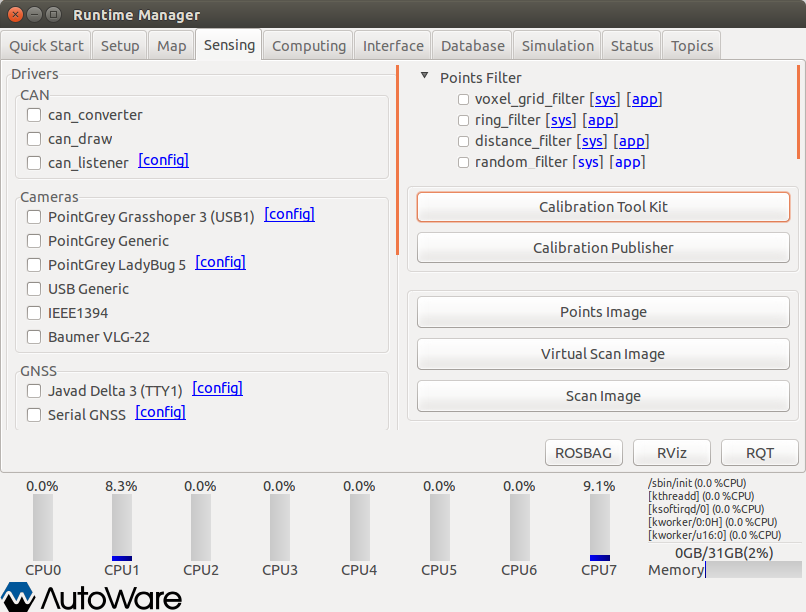 Runtime Manager
Quick Start Setup Map Sensing Computing Interface Database Simulation Status Topics
Drivers
CAN
can_converter
can_draw
can_listener [config]
Cameras
PointGrey Grasshoper 3 (USB1) [config]
PointGrey Generic
PointGrey LadyBug 5 [config]
USB Generic
IEEE1394
Baumer VLG-22
GNSS
Javad Delta 3 (TTY1) [config]
Serial GNSS [config]
Points Filter
voxel_grid_filter [sys] [app]
ring_filter [sys] [app]
distance_filter [sys] [app]
random_filter [sys] [app]
Calibration Tool Kit
Calibration Publisher
Points Image
Virtual Scan Image
Scan Image
ROSBAG RViz RQT
0.0% 8.3% 0.0% 0.0% 0.0% 0.0% 0.0% 9.1%
CPU0 CPU1 CPU2 CPU3 CPU4 CPU5 CPU6 CPU7
/sbin/init (0.0 %CPU)
[kthreadd] (0.0 %CPU)
[ksoftirqd/0] (0.0 %CPU)
[kworker/0:0H] (0.0 %CPU)
[kworker/u16:0] (0.0 %CPU)
0GB/31GB(2%)
Memory
AutoWare